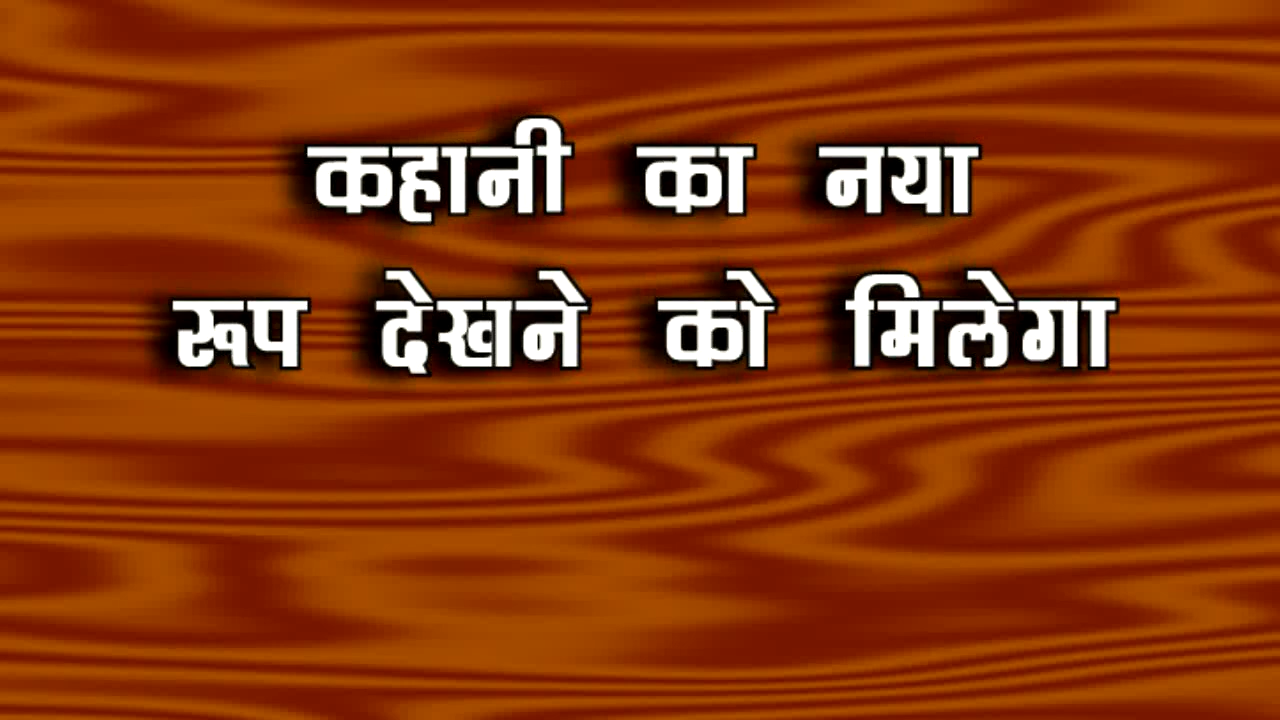 कहानी का नया
रूप देखने को मिलेगा